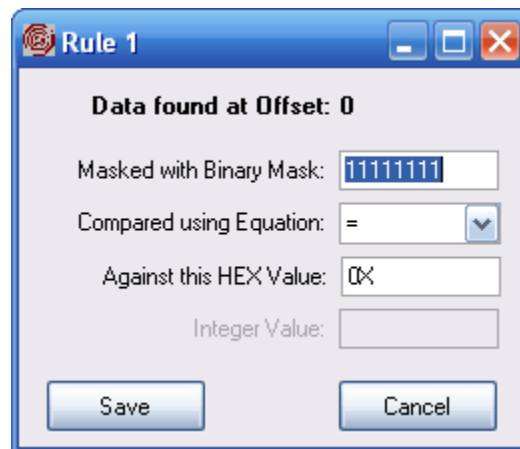 Rule 1
Data found at Offset: 0
Masked with Binary Mask: 11111111
Compared using Equation: =
Against this HEX Value: 0X
Integer Value:
Save Cancel